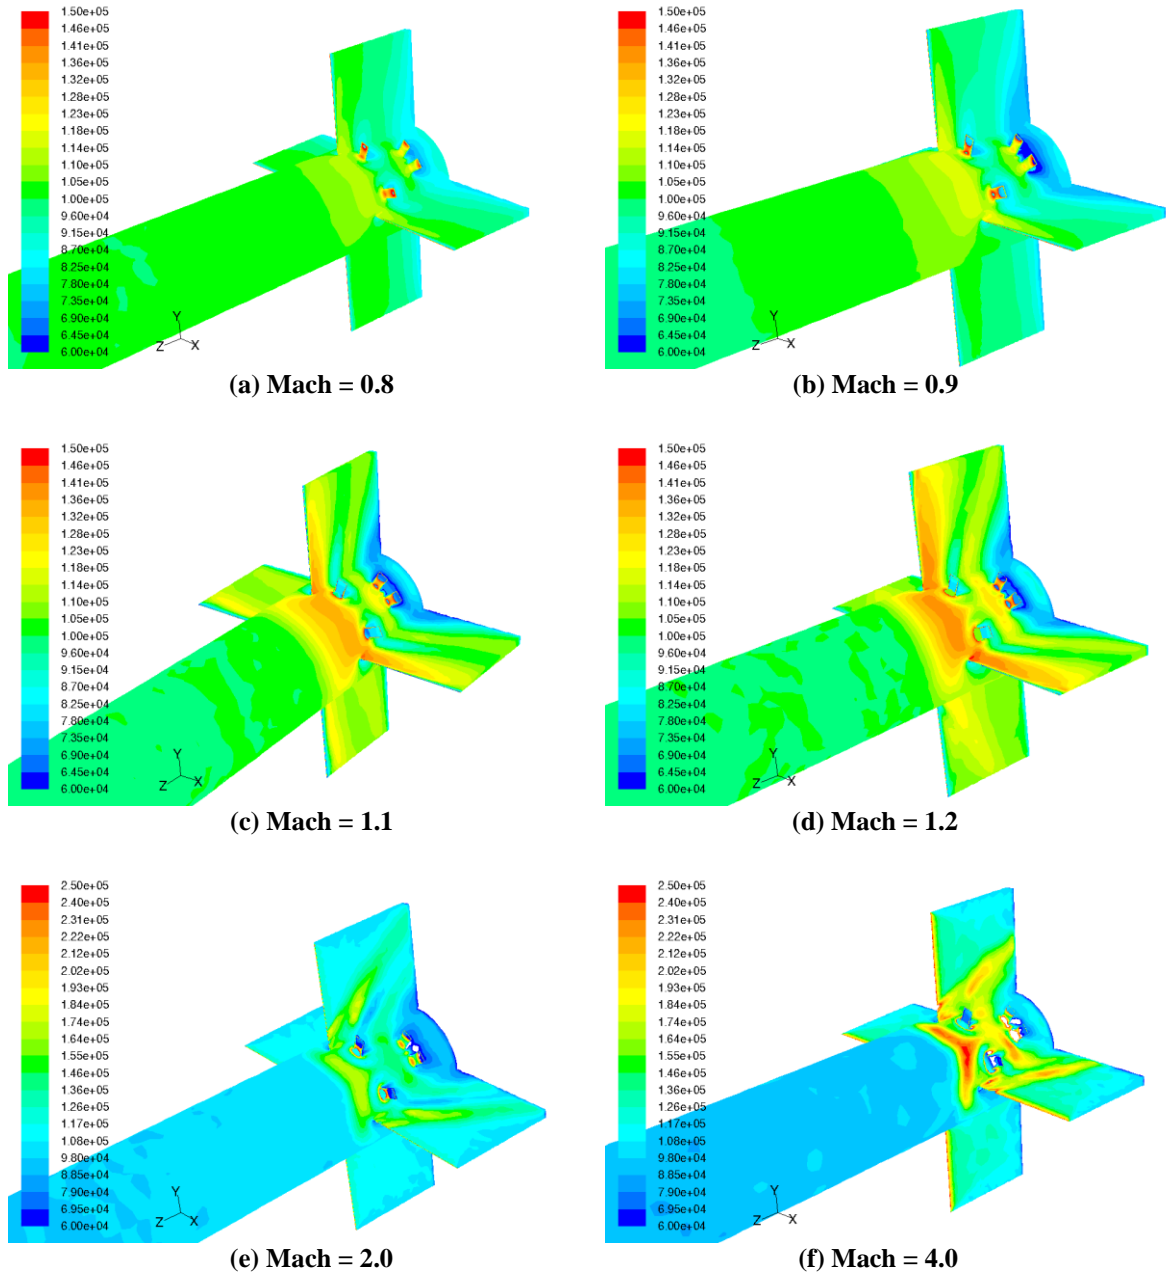 1.50e+05
1.46e+05
1.41e+05
1.36e+05
1.32e+05
1.28e+05
1.23e+05
1.18e+05
1.14e+05
1.10e+05
1.05e+05
1.00e+05
9.60e+04
9.15e+04
8.70e+04
8.25e+04
7.80e+04
7.35e+04
6.90e+04
6.45e+04
6.00e+04
Y
Z
X
(a) Mach = 0.8
1.50e+05
1.46e+05
1.41e+05
1.36e+05
1.32e+05
1.28e+05
1.23e+05
1.18e+05
1.14e+05
1.10e+05
1.05e+05
1.00e+05
9.60e+04
9.15e+04
8.70e+04
8.25e+04
7.80e+04
7.35e+04
6.90e+04
6.45e+04
6.00e+04
Y
Z
X
(b) Mach = 0.9
1.50e+05
1.46e+05
1.41e+05
1.36e+05
1.32e+05
1.28e+05
1.23e+05
1.18e+05
1.14e+05
1.10e+05
1.05e+05
1.00e+05
9.60e+04
9.15e+04
8.70e+04
8.25e+04
7.80e+04
7.35e+04
6.90e+04
6.45e+04
6.00e+04
Y
Z
X
(c) Mach = 1.1
1.50e+05
1.46e+05
1.41e+05
1.36e+05
1.32e+05
1.28e+05
1.23e+05
1.18e+05
1.14e+05
1.10e+05
1.05e+05
1.00e+05
9.60e+04
9.15e+04
8.70e+04
8.25e+04
7.80e+04
7.35e+04
6.90e+04
6.45e+04
6.00e+04
Y
Z
X
(d) Mach = 1.2
2.50e+05
2.40e+05
2.31e+05
2.22e+05
2.12e+05
2.02e+05
1.93e+05
1.84e+05
1.74e+05
1.64e+05
1.55e+05
1.46e+05
1.36e+05
1.26e+05
1.17e+05
1.08e+05
9.80e+04
8.85e+04
7.90e+04
6.95e+04
6.00e+04
Y
Z
X
(e) Mach = 2.0
2.50e+05
2.40e+05
2.31e+05
2.22e+05
2.12e+05
2.02e+05
1.93e+05
1.84e+05
1.74e+05
1.64e+05
1.55e+05
1.46e+05
1.36e+05
1.26e+05
1.17e+05
1.08e+05
9.80e+04
8.85e+04
7.90e+04
6.95e+04
6.00e+04
Y
Z
X
(f) Mach = 4.0